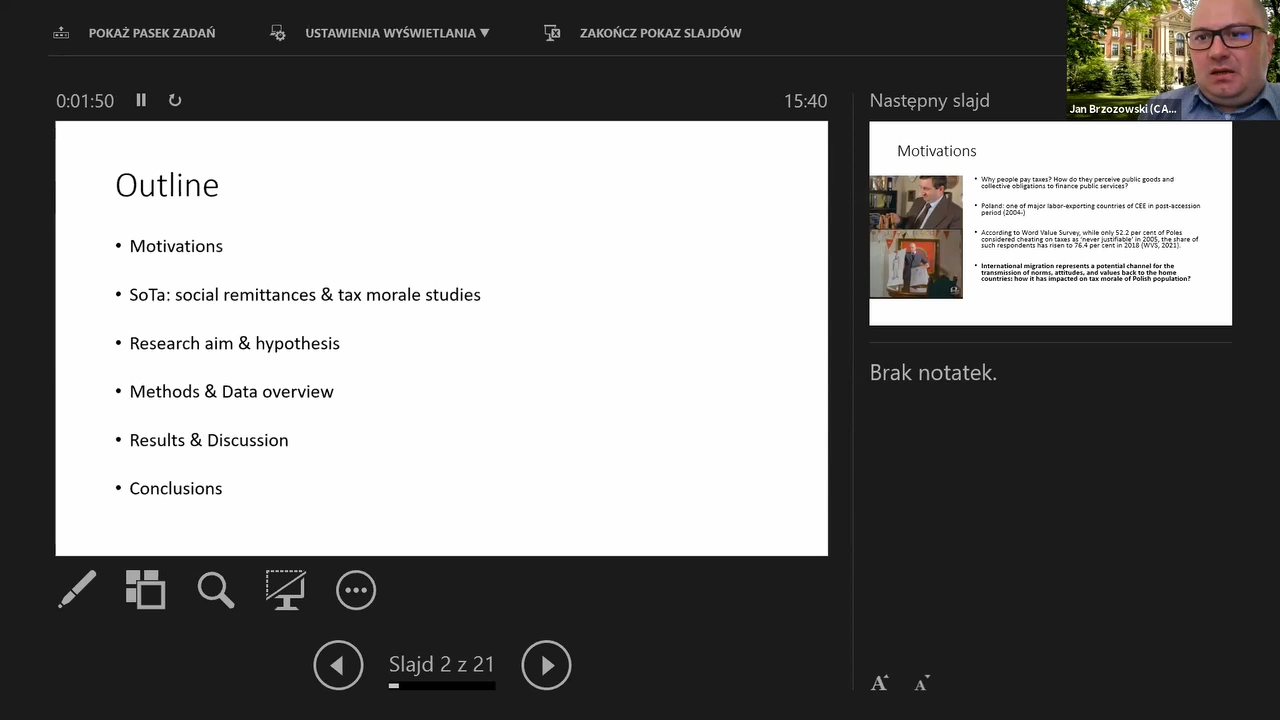 POKAŻ PASEK ZADAŃ
USTAWIENIA WYŚWIETLANIA ▼
ZAKOŃCZ POKAZ SLAJDÓW
Jan Brzozowski (CA...
0:01:50
15:40
Następny slajd
Outline
• Motivations
• SoTa: social remittances & tax morale studies
• Research aim & hypothesis
• Methods & Data overview
• Results & Discussion
• Conclusions
Motivations
• Why people pay taxes? How do they perceive public goods and
collective obligations to finance public services?
• Poland: one of major labor-exporting countries of CEE in post-accession
period (2004-)
• According to Word Value Survey, while only 52.2 per cent of Poles
considered cheating on taxes as 'never justifiable' in 2005, the share of
such respondents has risen to 76.4 per cent in 2018 (WVS, 2021).
• International migration represents a potential channel for the
transmission of norms, attitudes, and values back to the home
countries: how it has impacted on tax morale of Polish population?
Brak notatek.
Slajd 2 z 21
A A